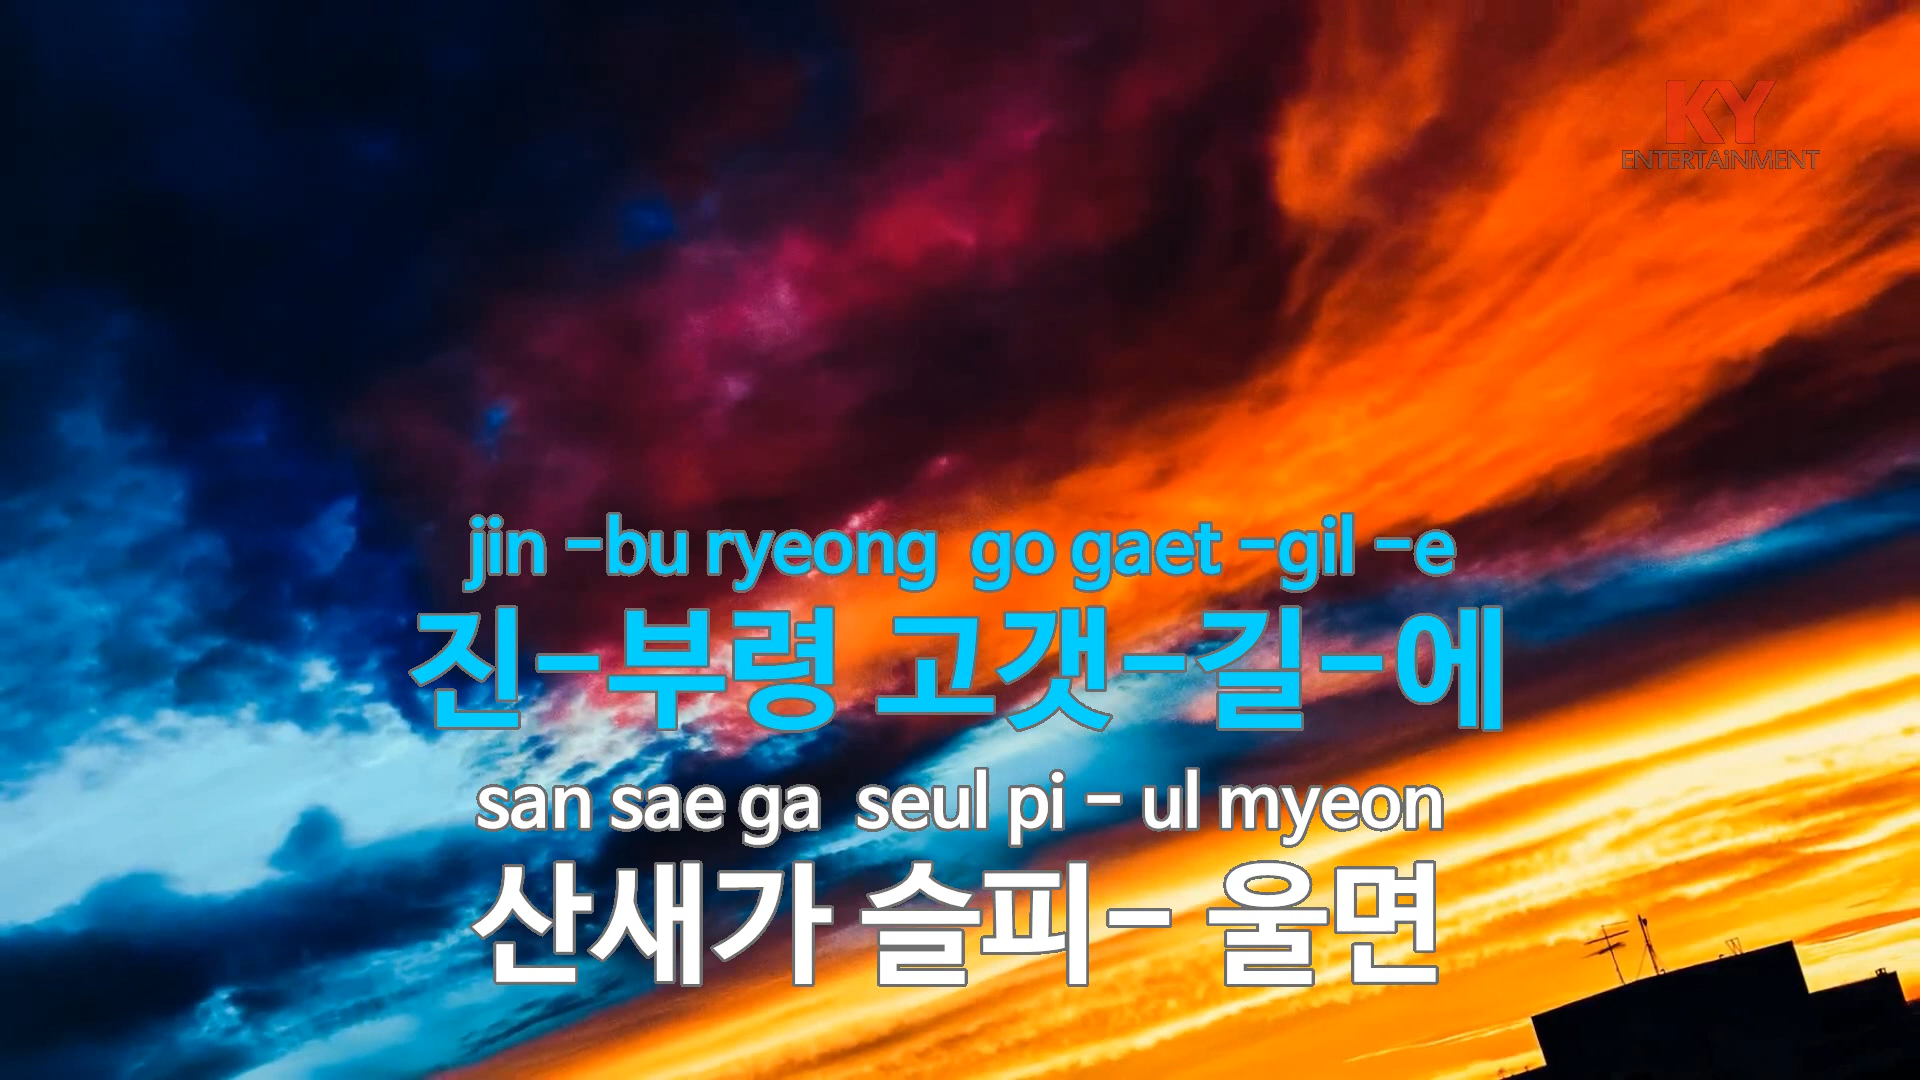 KY
ENTERTAiNMENT
jin -bu ryeong go gaet -gil -e
진-부령 고갯-길-에
san sae ga seul pi - ul myeon
산새가 슬피- 울면